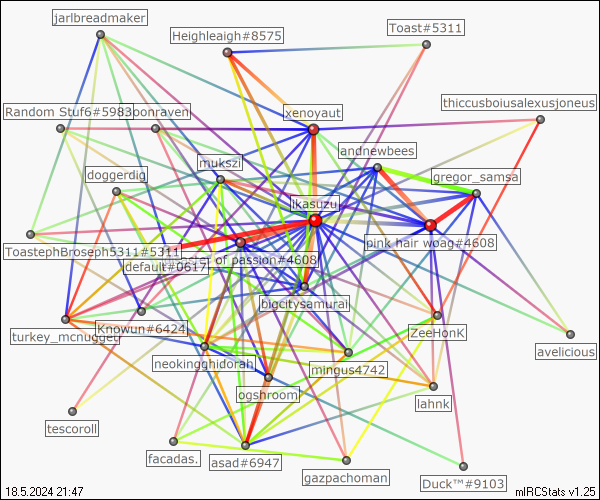 jarlbreadmaker
Toast#5311
Heighleaigh#8575
thiccusboiusalexusjoneus
Random Stuf6#5983
bonraven
xenoyaut
andnewbees
mukszi
doggerdig
gregor_samsa
ikasuzu
pink hair woag#4608
ToastephBroseph5311#5311
of passion#4608
default#0617
bigcitysamurai
Knowun#6424
turkey_mcnugget
ZeeHonK
avelicious
neokingghidorah
mingus4742
ogshroom
lahnk
tescoroll
facadas.
asad#6947
gazpachoman
Duck™#9103
18.5.2024 21:47
mIRCStats v1.25